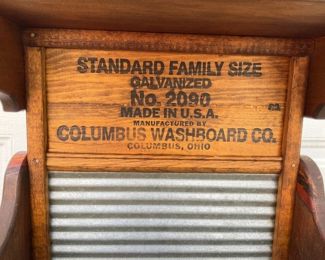 STANDARD FAMILY SIZE
GALVANIZED
No. 2090
MADE IN U.S.A.
MANUFACTURED BY
COLUMBUS WASHBOARD CO.
COLUMBUS, OHIO